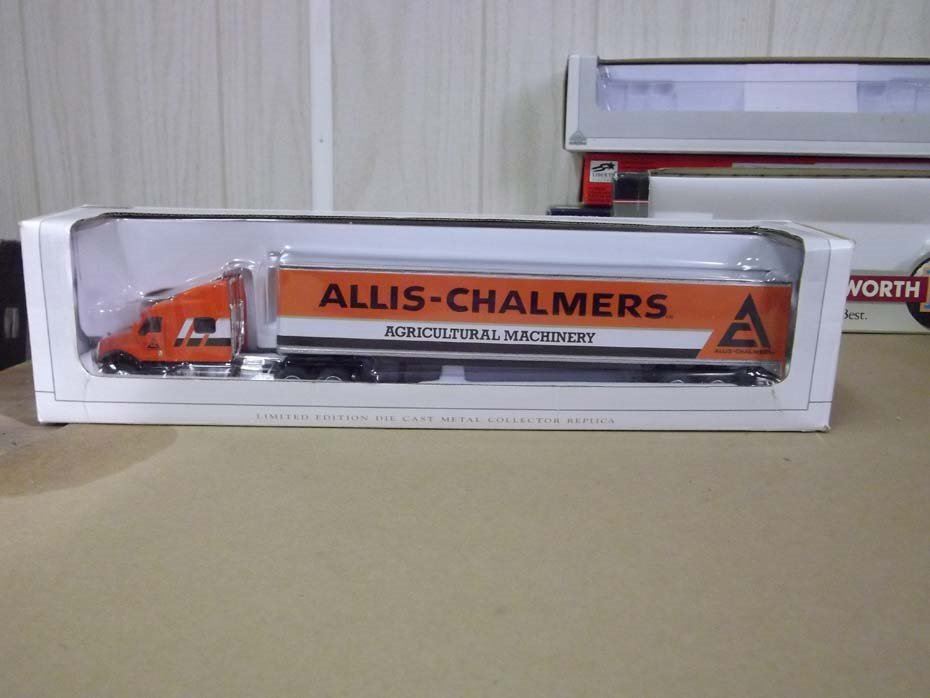 ALLIS-CHALMERS
AGRICULTURAL MACHINERY
ALLIS-CHALMERS
LIMITED EDITION DIE CAST METAL COLLECTOR REPLICA
WORTH
Best.